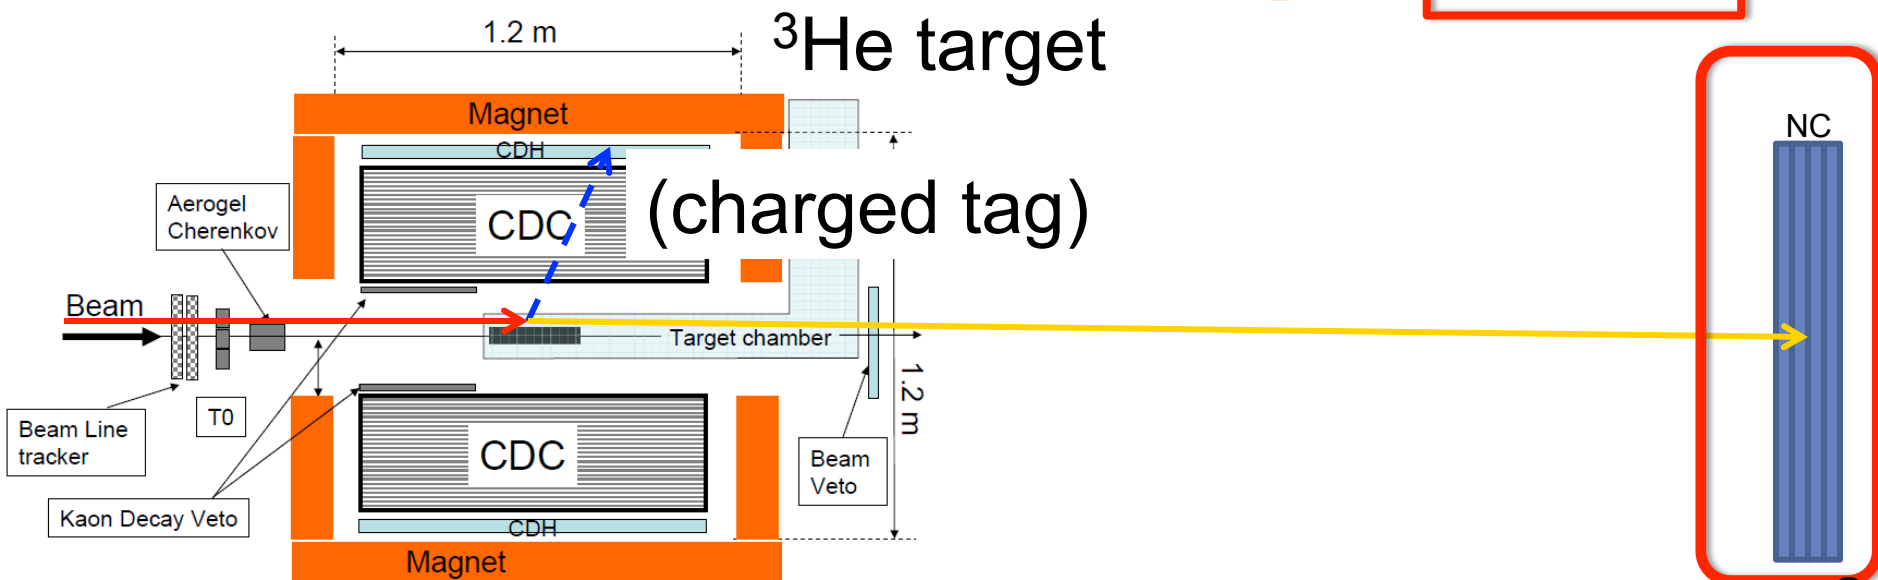 1.2 m
³He target
Magnet
NC
CDH
(charged tag)
Aerogel
Cherenkov
CDC
Beam
Target chamber
1.2 m
T0
Beam Line
tracker
CDC
Beam
Veto
Kaon Decay Veto
CDH
Magnet